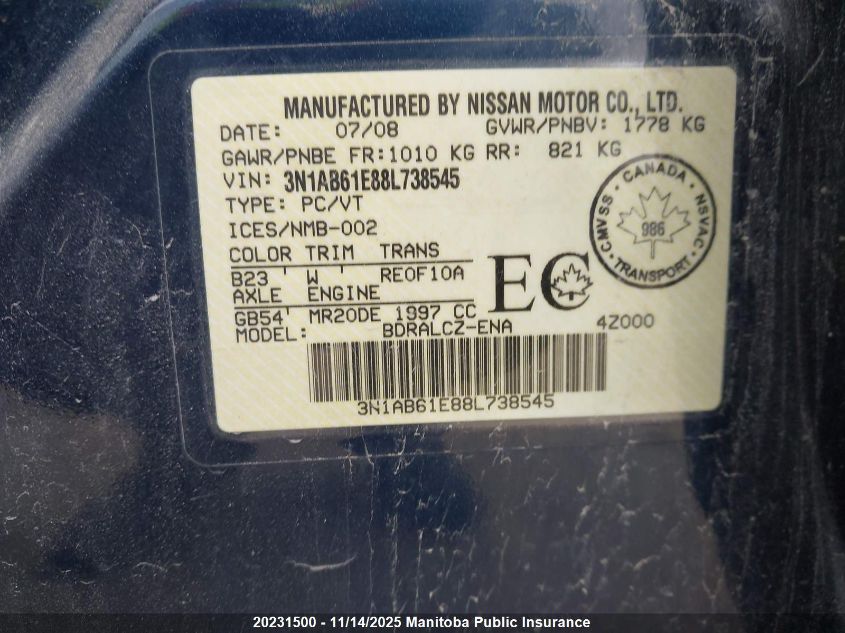 MANUFACTURED BY NISSAN MOTOR CO., LTD.
DATE: 07/08 GVWR/PNBV: 1778 KG
GAWR/PNBE FR:1010 KG RR: 821 KG
VIN: 3N1AB61E88L738545
TYPE: PC/VT
ICES/NMB-002
CANADA
CMVSS NSVAC
986
TRANSPORT
COLOR TRIM TRANS
B23 ' W ' RE0F10A
AXLE ENGINE
GB54' MR20DE 1997 CC
EC
MODEL: BDRALCZ-ENA 4Z000
3N1AB61E88L738545
20231500 - 11/14/2025 Manitoba Public Insurance